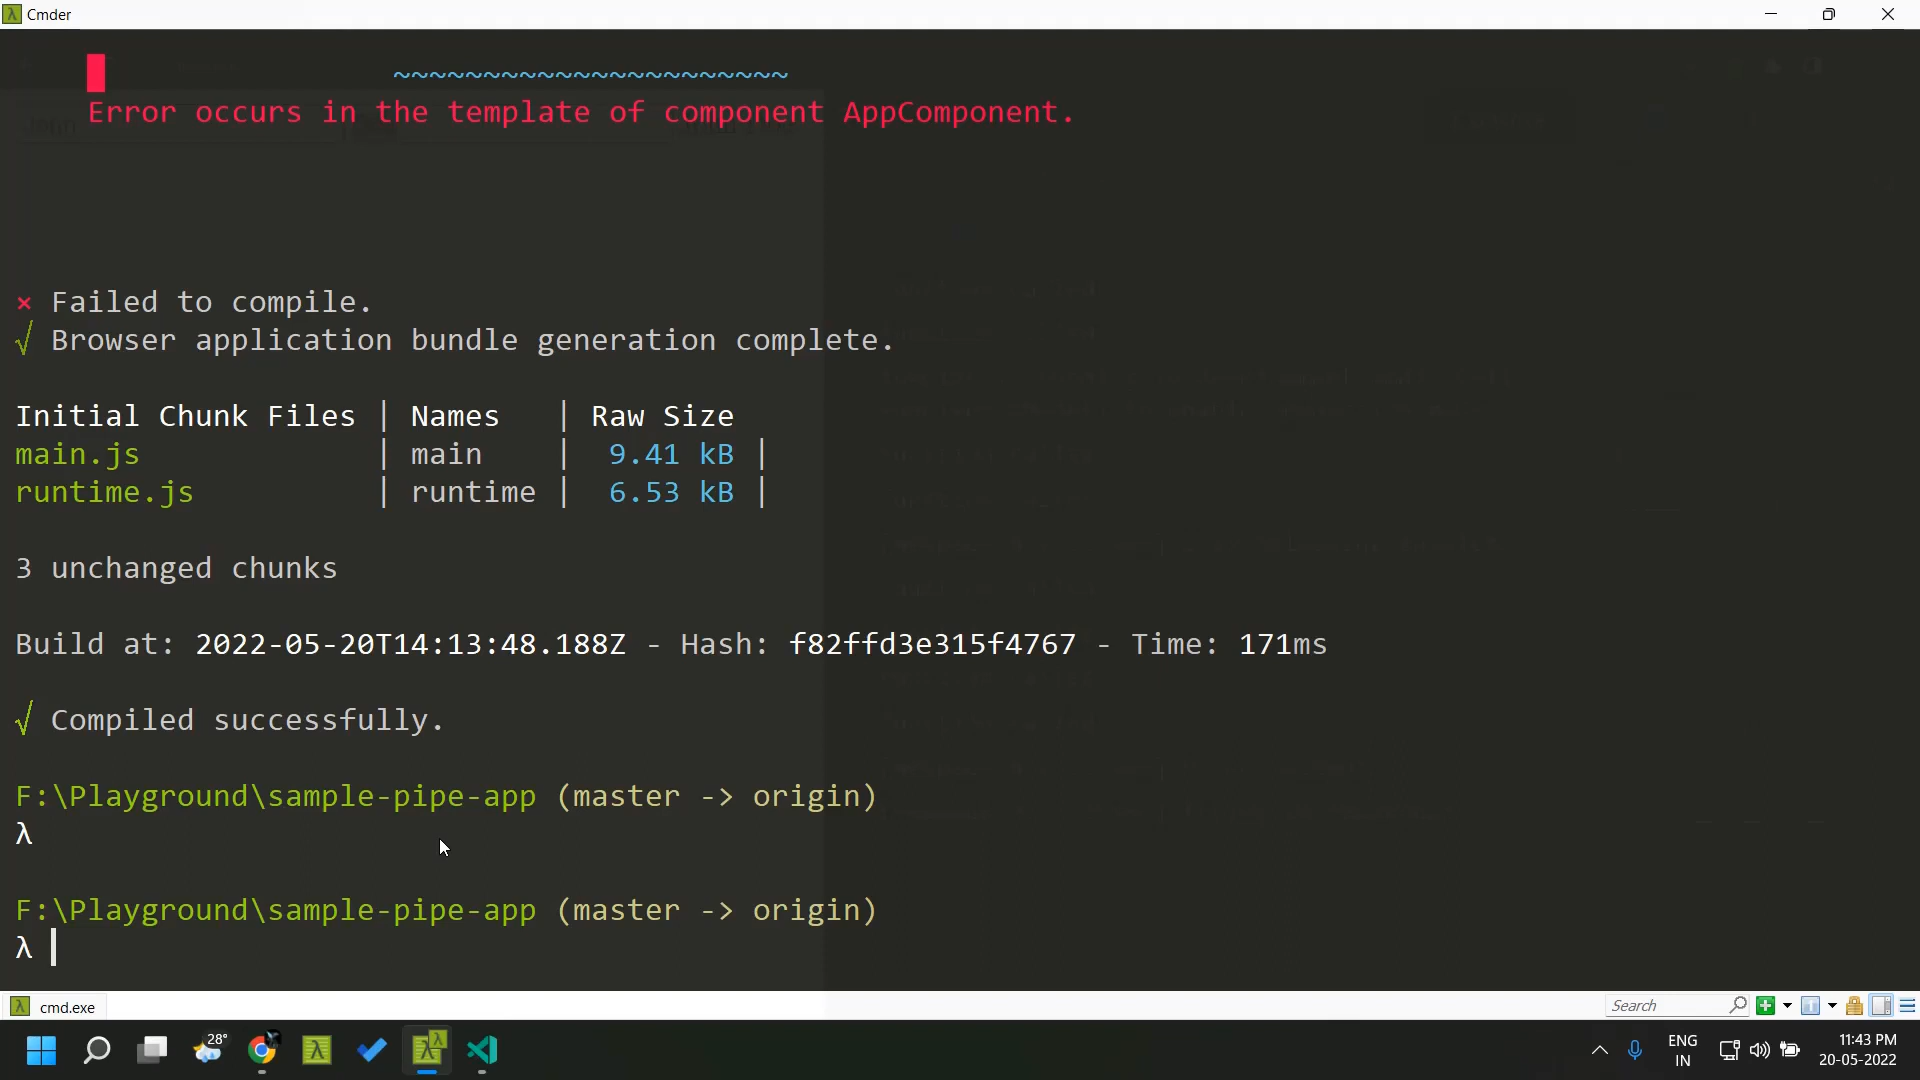 Cmder
~~~~~~~~~~~~~~~~~~~~~~
Error occurs in the template of component AppComponent.
× Failed to compile.
√ Browser application bundle generation complete.
Initial Chunk Files | Names | Raw Size
main.js | main | 9.41 kB |
runtime.js | runtime | 6.53 kB |
3 unchanged chunks
Build at: 2022-05-20T14:13:48.188Z - Hash: f82ffd3e315f4767 - Time: 171ms
√ Compiled successfully.
F:\Playground\sample-pipe-app (master -> origin)
λ
F:\Playground\sample-pipe-app (master -> origin)
λ
cmd.exe
Search
28°
ENG
IN
11:43 PM
20-05-2022